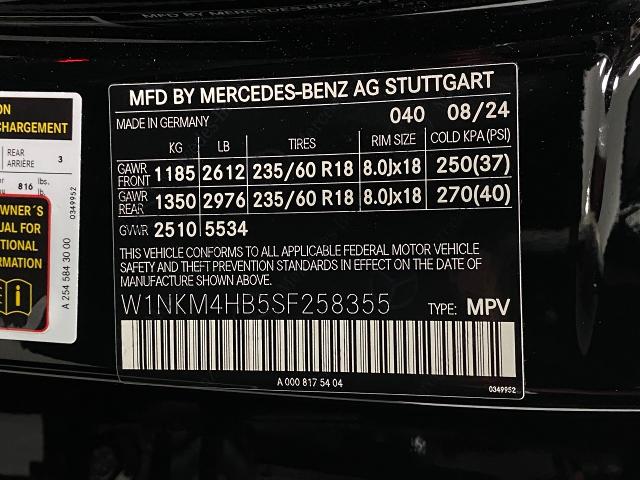 ON
CHARGEMENT
REAR
ARRIÈRE 3
816 lbs.
0349952
OWNER´S
UAL FOR
TIONAL
RMATION
A 254 584 30 00
MFD BY MERCEDES-BENZ AG STUTTGART
MADE IN GERMANY 040 08/24
KG LB TIRES RIM SIZE COLD KPA(PSI)
GAWR FRONT 1185 2612 235/60 R18 8.0Jx18 250(37)
GAWR REAR 1350 2976 235/60 R18 8.0Jx18 270(40)
GVWR 2510 5534
THIS VEHICLE CONFORMS TO ALL APPLICABLE FEDERAL MOTOR VEHICLE
SAFETY AND THEFT PREVENTION STANDARDS IN EFFECT ON THE DATE OF
MANUFACTURE SHOWN ABOVE.
W1NKM4HB5SF258355 TYPE: MPV
A 000 817 54 04
0349952